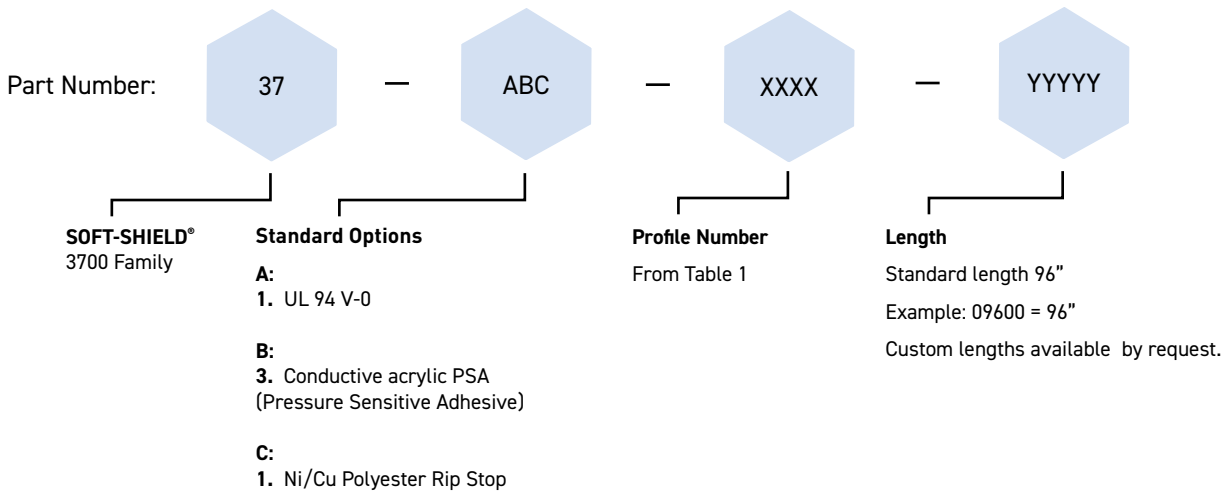 Part Number: 37 — ABC — XXXX — YYYYY
SOFT-SHIELD®
3700 Family
Standard Options
A:
1. UL 94 V-0
B:
3. Conductive acrylic PSA
(Pressure Sensitive Adhesive)
C:
1. Ni/Cu Polyester Rip Stop
Profile Number
From Table 1
Length
Standard length 96”
Example: 09600 = 96”
Custom lengths available by request.